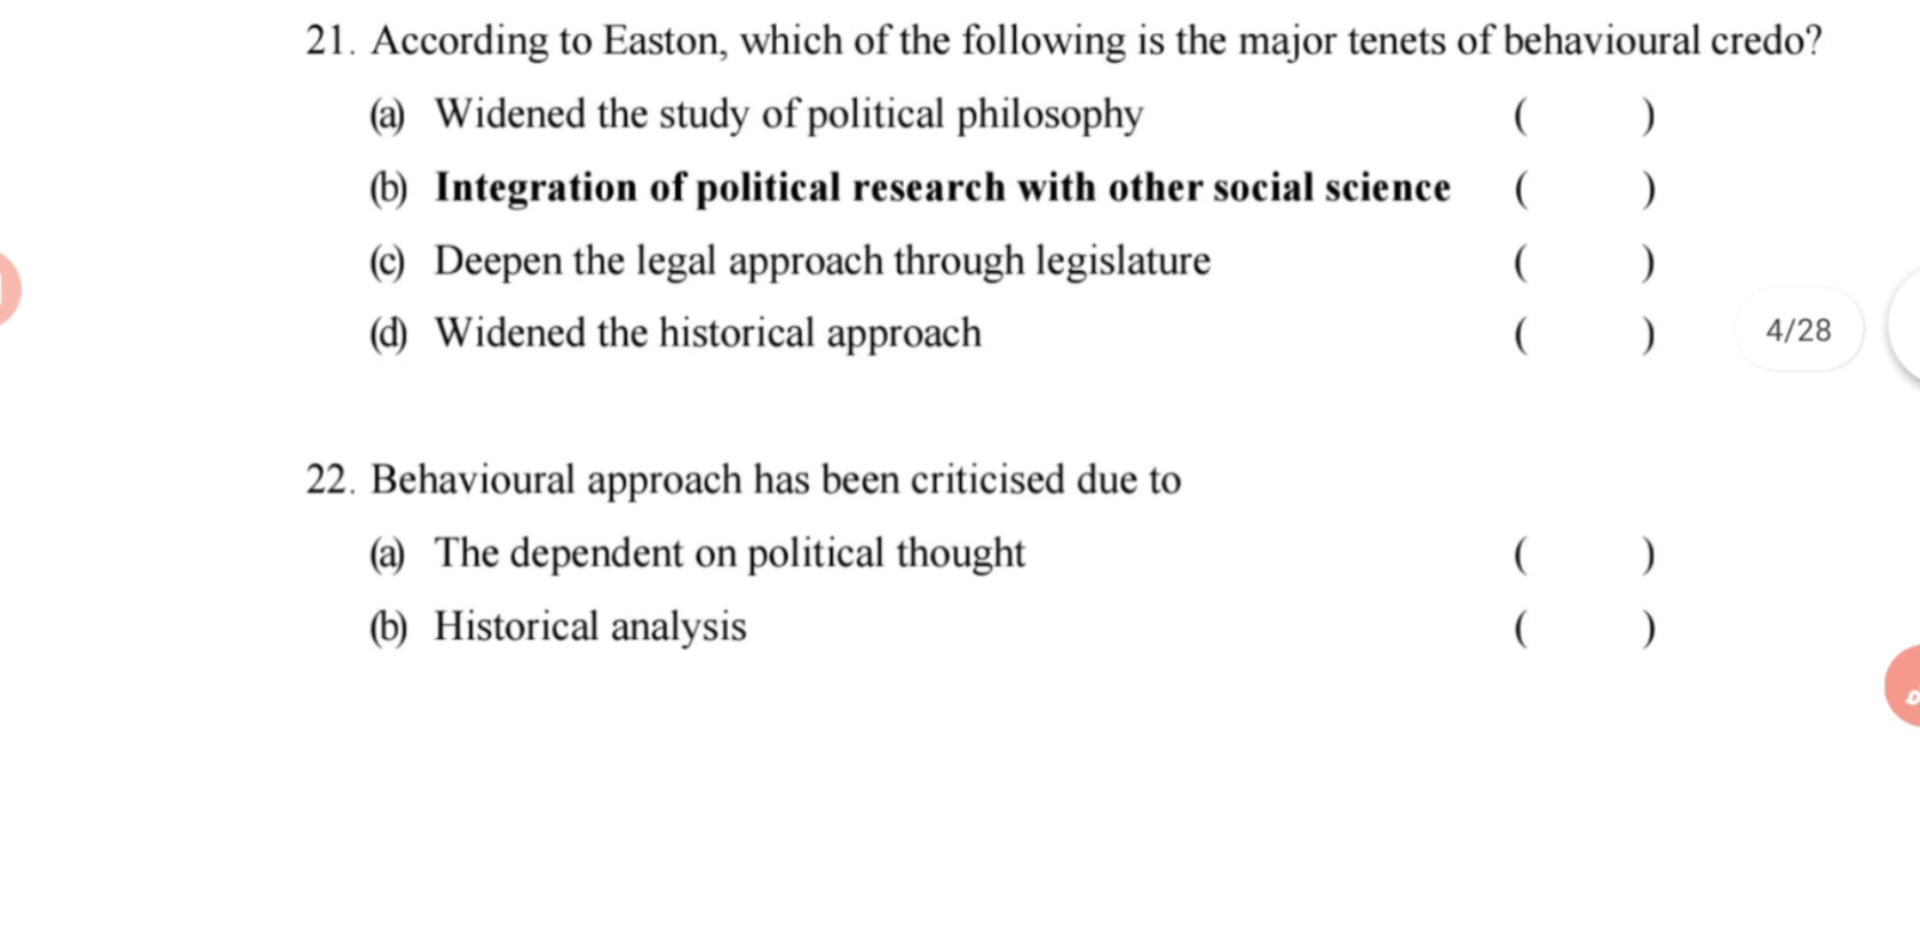 21. According to Easton, which of the following is the major tenets of behavioural credo?
(a) Widened the study of political philosophy ( )
(b) Integration of political research with other social science ( )
(c) Deepen the legal approach through legislature ( )
(d) Widened the historical approach ( )
4/28
22. Behavioural approach has been criticised due to
(a) The dependent on political thought ( )
(b) Historical analysis ( )